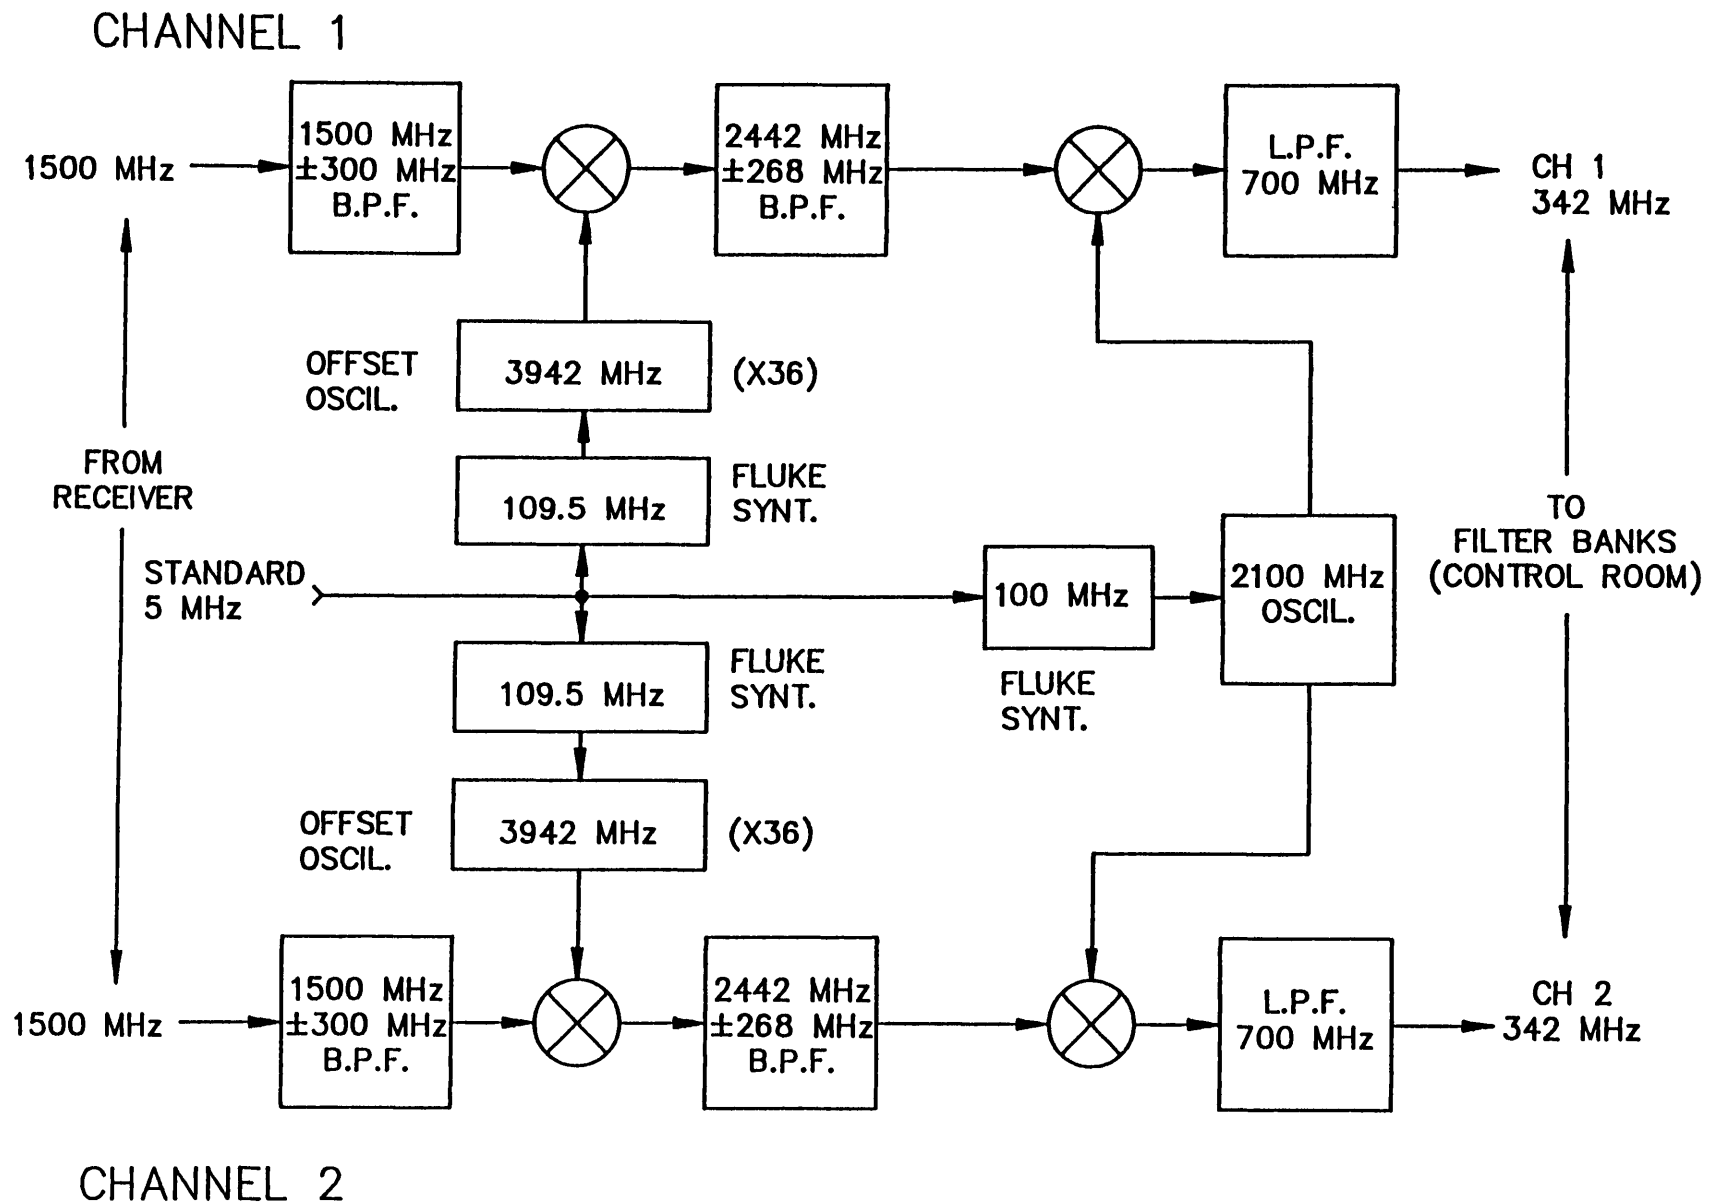 CHANNEL 1
1500 MHz
1500 MHz
±300 MHz
B.P.F.
2442 MHz
±268 MHz
B.P.F.
L.P.F.
700 MHz
CH 1
342 MHz
OFFSET
OSCIL.
3942 MHz
(X36)
FROM
RECEIVER
109.5 MHz
FLUKE
SYNT.
TO
FILTER BANKS
(CONTROL ROOM)
STANDARD
5 MHz
100 MHz
FLUKE
SYNT.
2100 MHz
OSCIL.
109.5 MHz
FLUKE
SYNT.
OFFSET
OSCIL.
3942 MHz
(X36)
1500 MHz
1500 MHz
±300 MHz
B.P.F.
2442 MHz
±268 MHz
B.P.F.
L.P.F.
700 MHz
CH 2
342 MHz
CHANNEL 2